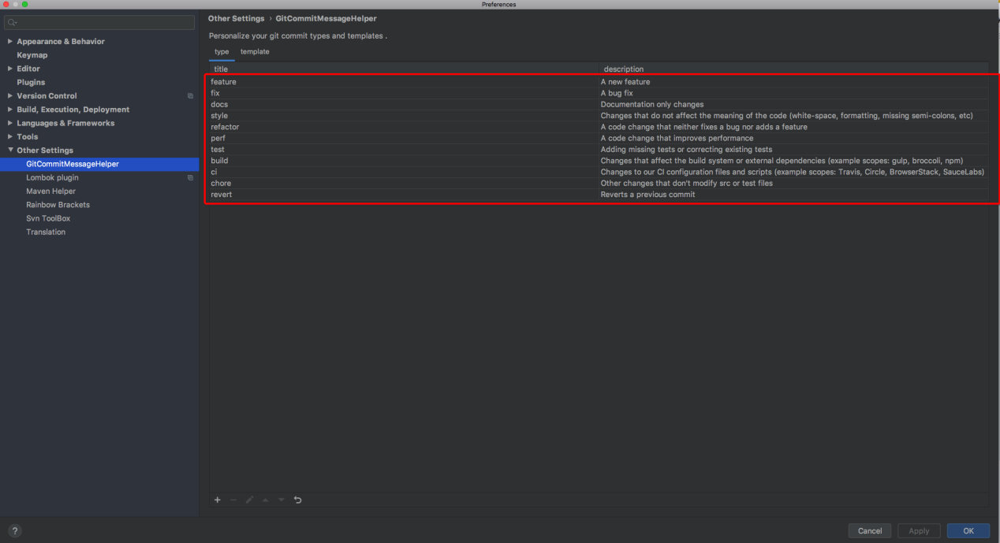 Preferences
Other Settings › GitCommitMessageHelper
Personalize your git commit types and templates .
Appearance & Behavior
Keymap
Editor
Plugins
Version Control
Build, Execution, Deployment
Languages & Frameworks
Tools
Other Settings
GitCommitMessageHelper
Lombok plugin
Maven Helper
Rainbow Brackets
Svn ToolBox
Translation
type template
title description
feature A new feature
fix A bug fix
docs Documentation only changes
style Changes that do not affect the meaning of the code (white-space, formatting, missing semi-colons, etc)
refactor A code change that neither fixes a bug nor adds a feature
perf A code change that improves performance
test Adding missing tests or correcting existing tests
build Changes that affect the build system or external dependencies (example scopes: gulp, broccoli, npm)
ci Changes to our CI configuration files and scripts (example scopes: Travis, Circle, BrowserStack, SauceLabs)
chore Other changes that don't modify src or test files
revert Reverts a previous commit
? Cancel Apply OK